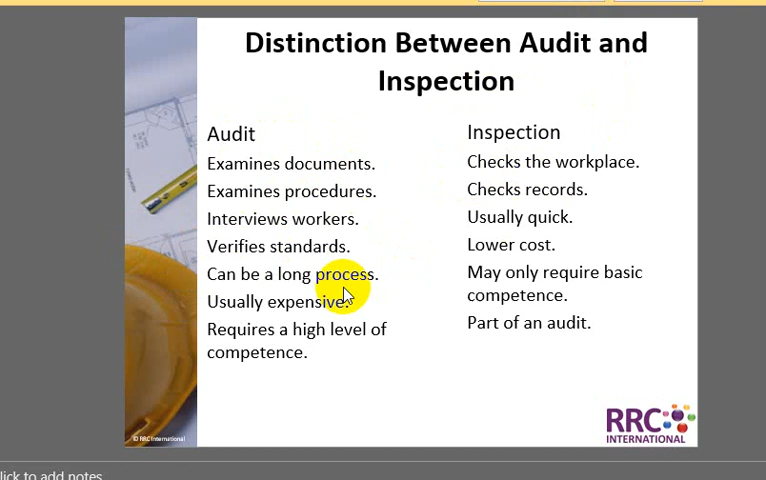 Distinction Between Audit and
Inspection
Audit
Examines documents.
Examines procedures.
Interviews workers.
Verifies standards.
Can be a long process.
Usually expensive.
Requires a high level of
competence.
Inspection
Checks the workplace.
Checks records.
Usually quick.
Lower cost.
May only require basic
competence.
Part of an audit.
RRC
INTERNATIONAL
© RRC International
lick to add notes